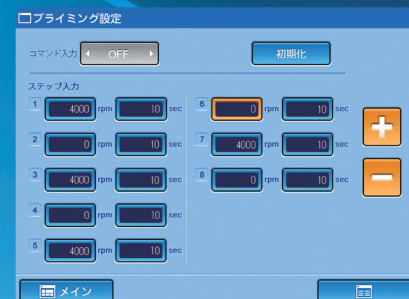 プライミング設定
コマンド入力 OFF 初期化
ステップ入力
1 4000 rpm 10 sec
2 0 rpm 10 sec
3 4000 rpm 10 sec
4 0 rpm 10 sec
5 4000 rpm 10 sec
6 0 rpm 10 sec
7 4000 rpm 10 sec
8 0 rpm 10 sec
メイン